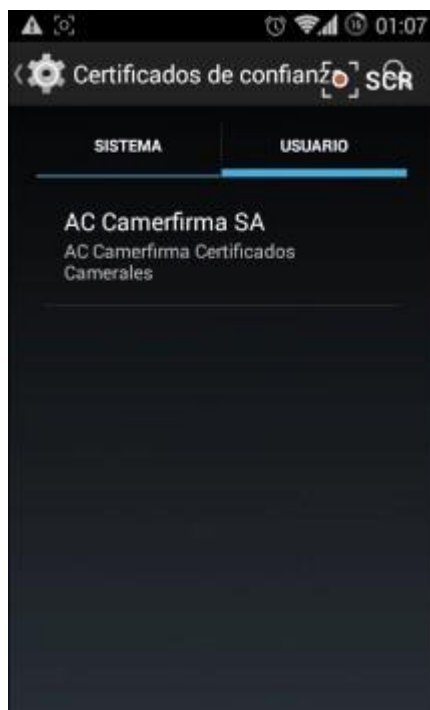 01:07
Certificados de confianz
SCR
SISTEMA
USUARIO
AC Camerfirma SA
AC Camerfirma Certificados
Camerales